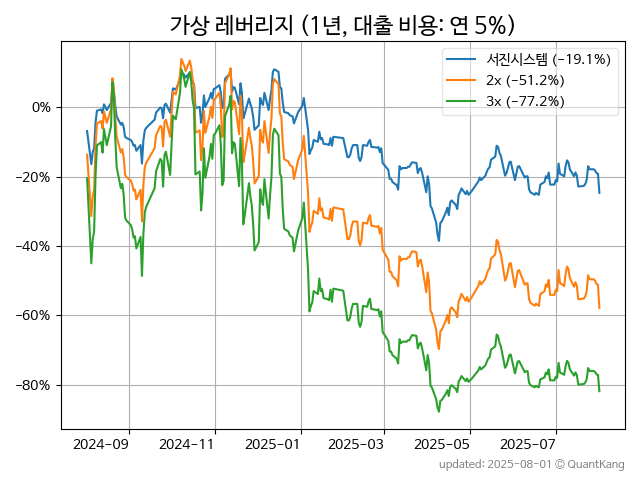 가상 레버리지 (1년, 대출 비용: 연 5%)
서진시스템 (−19.1%)
2x (−51.2%)
3x (−77.2%)
0%
−20%
−40%
−60%
−80%
2024-09
2024-11
2025-01
2025-03
2025-05
2025-07
updated: 2025-08-01 © QuantKang